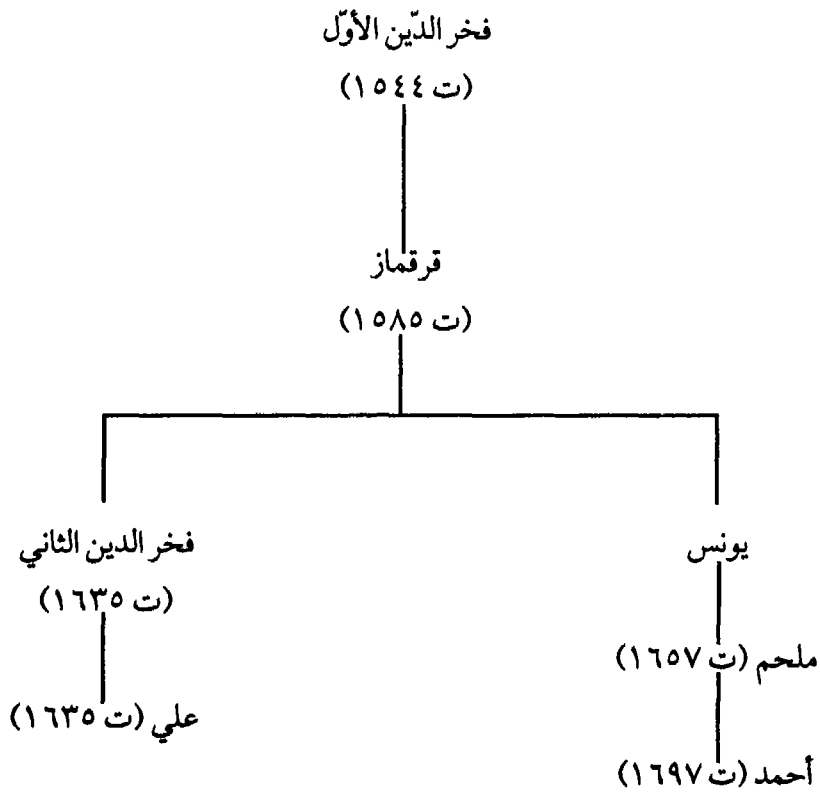 فخر الدّين الأوّل
(ت ١٥٤٤)
قرقماز
(ت ١٥٨٥)
يونس
ملحم (ت ١٦٥٧)
أحمد (ت ١٦٩٧)
فخر الدين الثاني
(ت ١٦٣٥)
علي (ت ١٦٣٥)